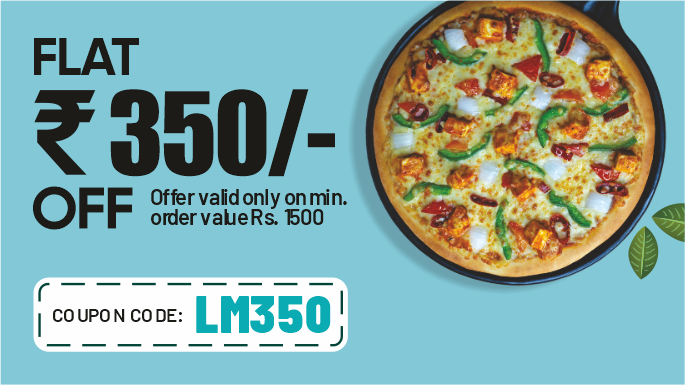 FLAT
₹ 350/-
OFF
Offer valid only on min.
order value Rs. 1500
COUPON CODE: LM350